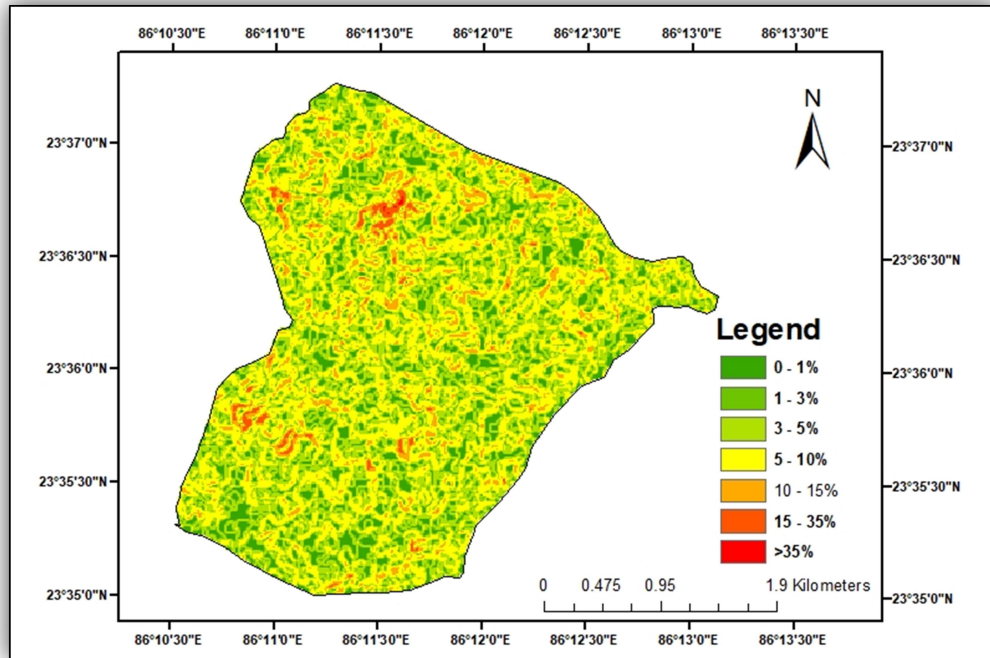 86°10'30"E 86°11'0"E 86°11'30"E 86°12'0"E 86°12'30"E 86°13'0"E 86°13'30"E
N
23°37'0"N 23°37'0"N
23°36'30"N 23°36'30"N
Legend
0 - 1%
23°36'0"N 23°36'0"N
1 - 3%
3 - 5%
5 - 10%
23°35'30"N 23°35'30"N
10 - 15%
15 - 35%
>35%
0 0.475 0.95 1.9 Kilometers
23°35'0"N 23°35'0"N
86°10'30"E 86°11'0"E 86°11'30"E 86°12'0"E 86°12'30"E 86°13'0"E 86°13'30"E